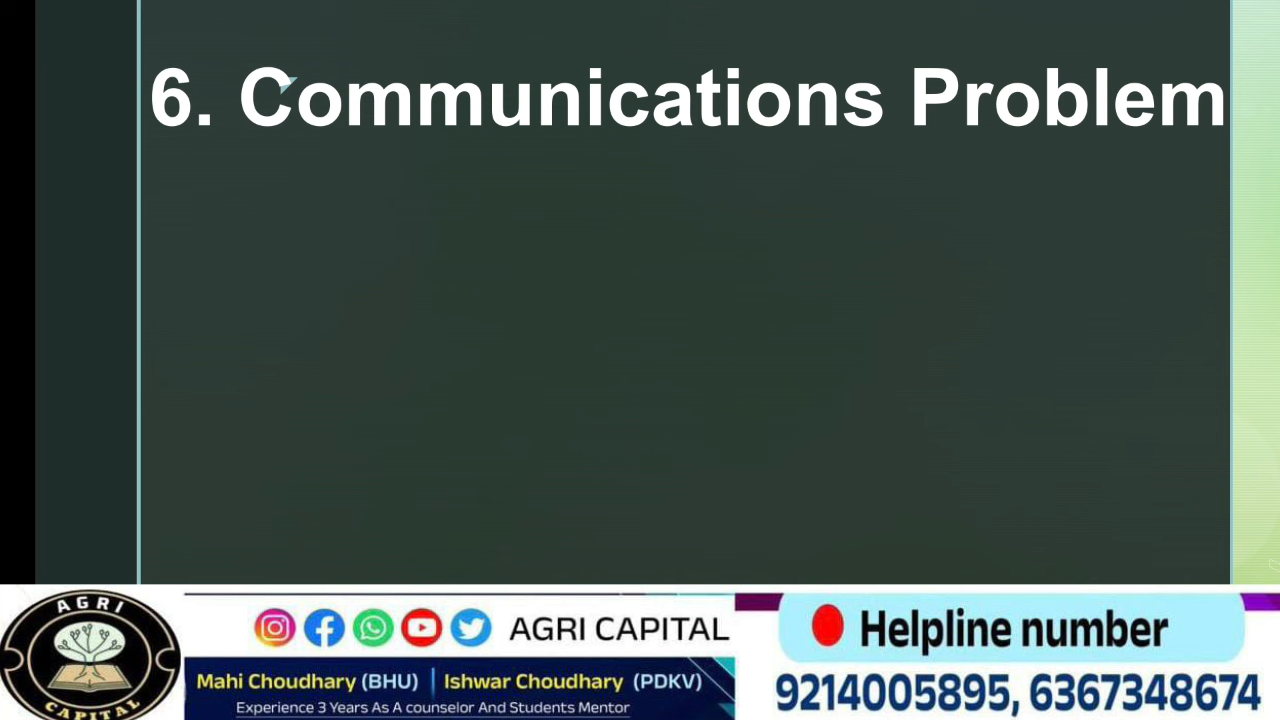 6. Communications Problem
AGRI
CAPITAL
AGRI CAPITAL
Mahi Choudhary (BHU) | Ishwar Choudhary (PDKV)
Experience 3 Years As A counselor And Students Mentor
Helpline number
9214005895, 6367348674